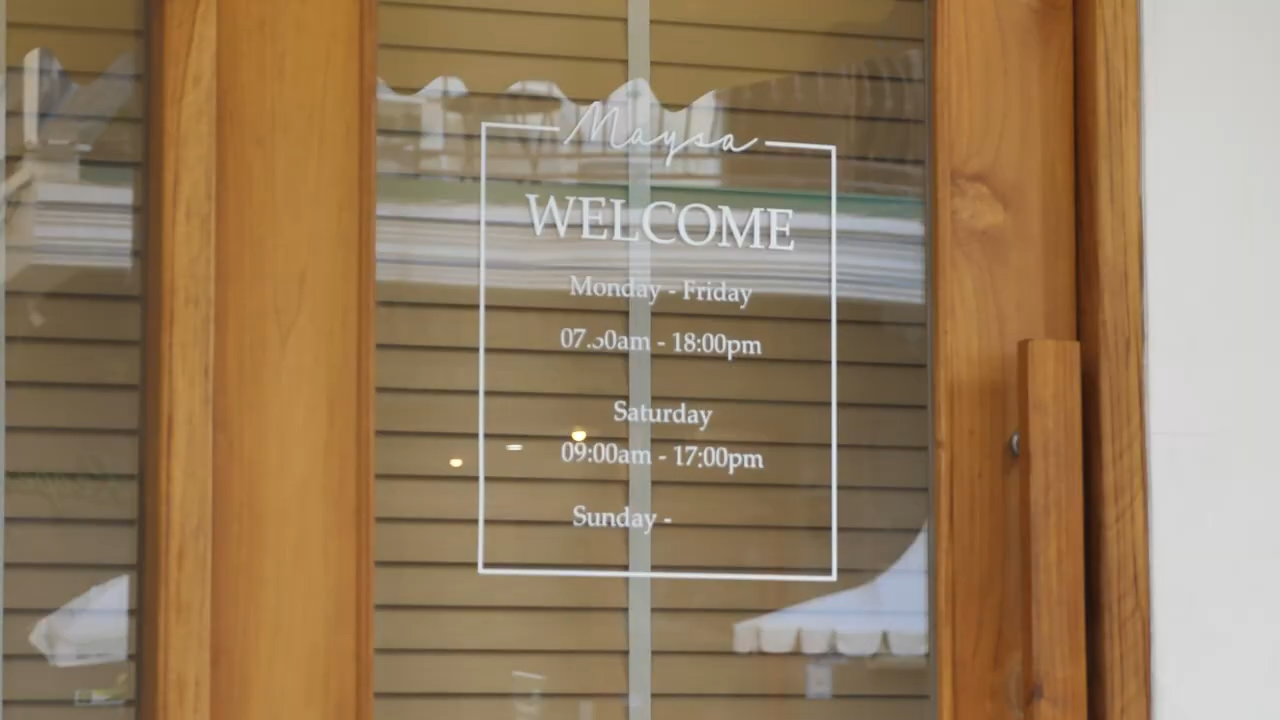 Maysa
WELCOME
Monday - Friday
07.30am - 18:00pm
Saturday
09:00am - 17:00pm
Sunday -